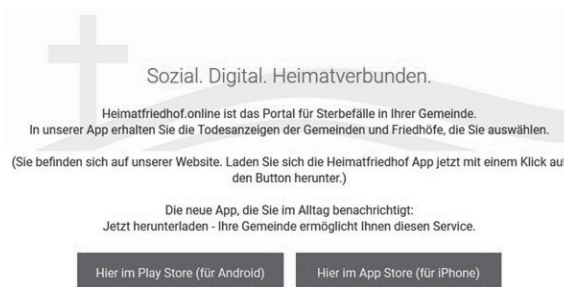 Sozial. Digital. Heimatverbunden.
Heimatfriedhof.online ist das Portal für Sterbefälle in Ihrer Gemeinde.
In unserer App erhalten Sie die Todesanzeigen der Gemeinden und Friedhöfe, die Sie auswählen.
(Sie befinden sich auf unserer Website. Laden Sie sich die Heimatfriedhof App jetzt mit einem Klick auf
den Button herunter.)
Die neue App, die Sie im Alltag benachrichtigt:
Jetzt herunterladen - Ihre Gemeinde ermöglicht Ihnen diesen Service.
Hier im Play Store (für Android) Hier im App Store (für iPhone)